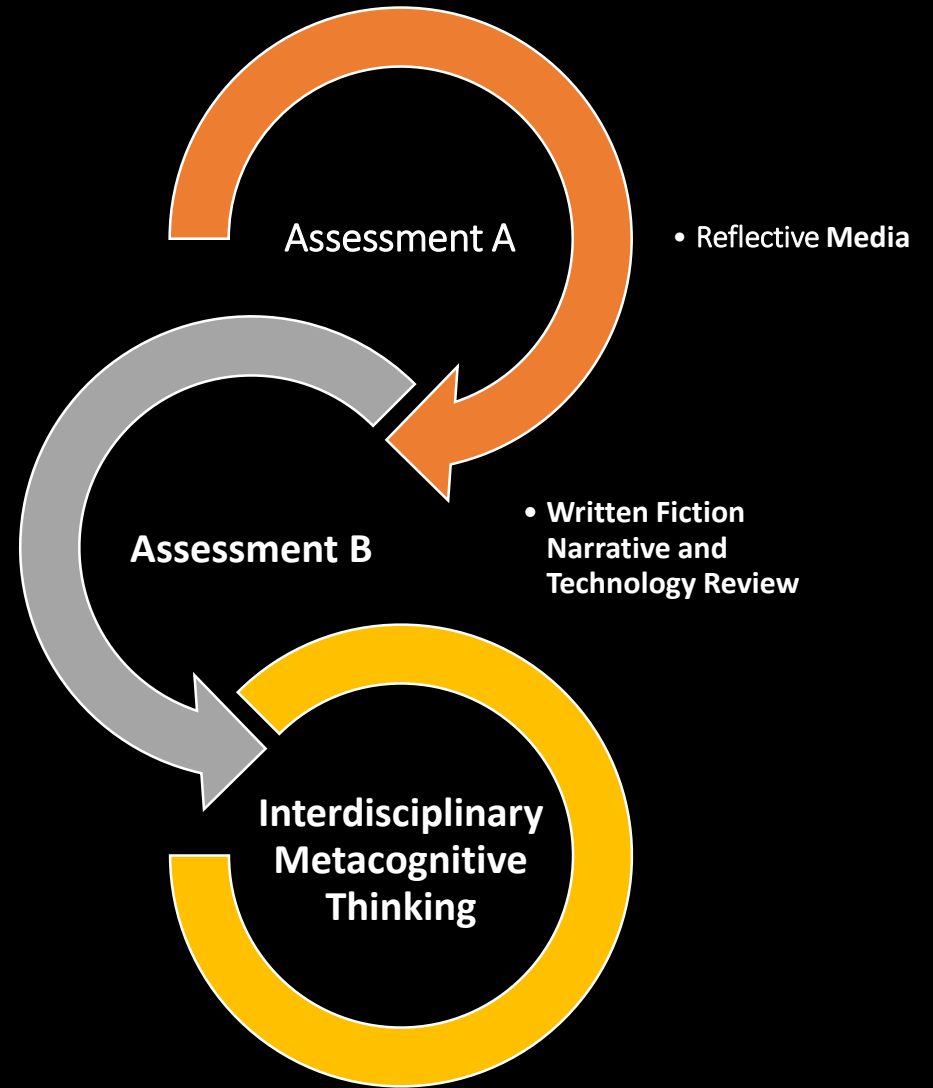 Assessment A
• Reflective Media
Assessment B
• Written Fiction
Narrative and
Technology Review
Interdisciplinary
Metacognitive
Thinking